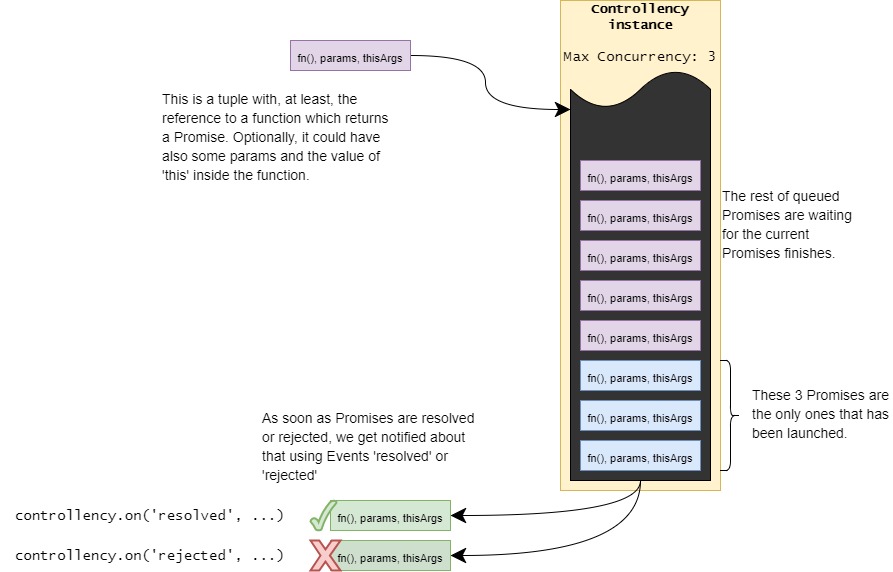 Controllency
instance
Max Concurrency: 3
fn(), params, thisArgs
This is a tuple with, at least, the
reference to a function which returns
a Promise. Optionally, it could have
also some params and the value of
'this' inside the function.
fn(), params, thisArgs
fn(), params, thisArgs
fn(), params, thisArgs
fn(), params, thisArgs
fn(), params, thisArgs
The rest of queued
Promises are waiting
for the current
Promises finishes.
fn(), params, thisArgs
fn(), params, thisArgs
fn(), params, thisArgs
These 3 Promises are
the only ones that has
been launched.
As soon as Promises are resolved
or rejected, we get notified about
that using Events 'resolved' or
'rejected'
controllency.on('resolved', ...)
fn(), params, thisArgs
controllency.on('rejected', ...)
fn(), params, thisArgs